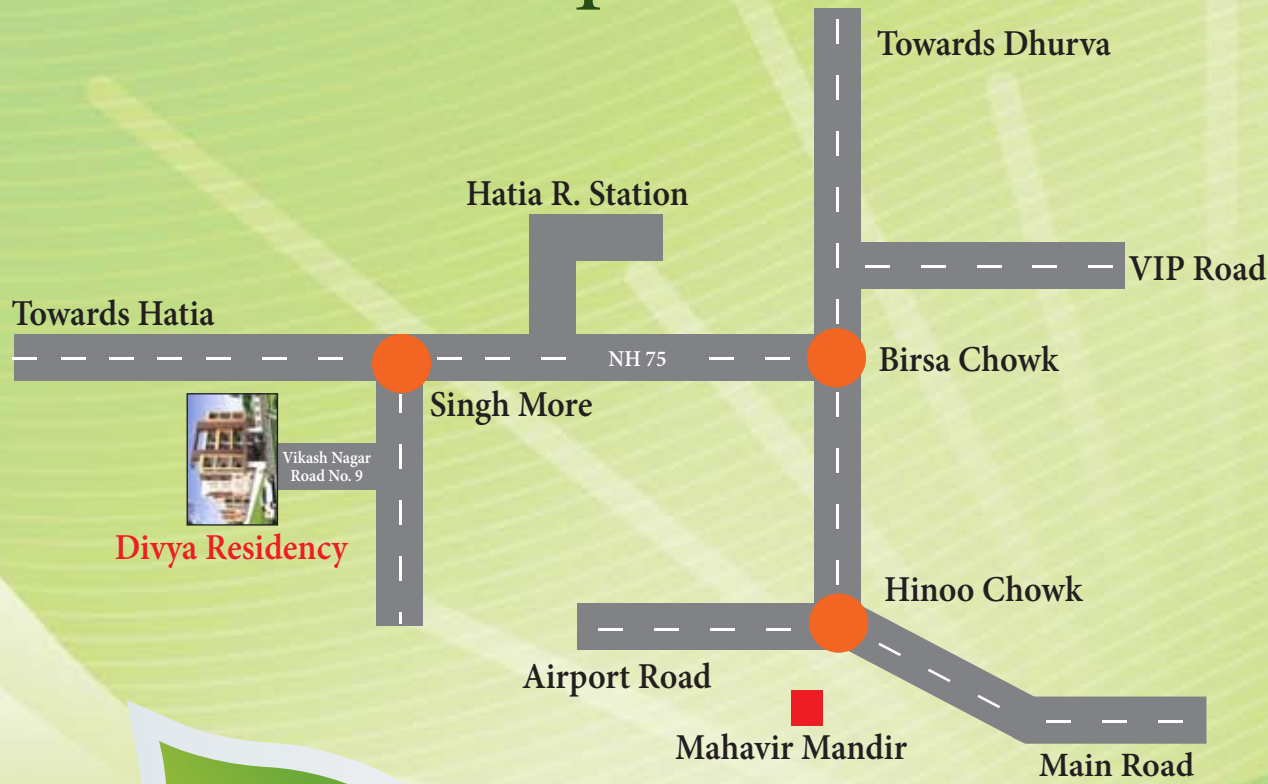 Towards Dhurva
Hatia R. Station
VIP Road
Towards Hatia
NH 75
Birsa Chowk
Singh More
Vikash Nagar
Road No. 9
Divya Residency
Hinoo Chowk
Airport Road
Mahavir Mandir
Main Road